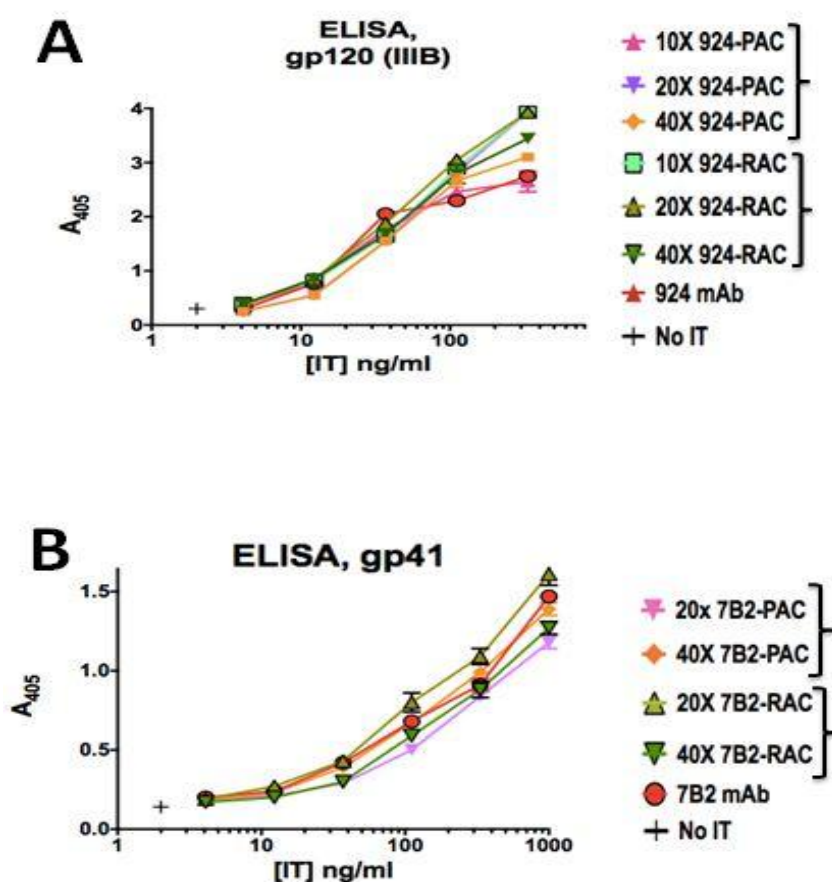 A
ELISA,
gp120 (IIIB)
4
3
2
1
0
A405
1
10
100
[IT] ng/ml
10X 924-PAC
20X 924-PAC
40X 924-PAC
10X 924-RAC
20X 924-RAC
40X 924-RAC
924 mAb
No IT
B
ELISA, gp41
1.5
1.0
0.5
0.0
A405
1
10
100
1000
[IT] ng/ml
20x 7B2-PAC
40X 7B2-PAC
20X 7B2-RAC
40X 7B2-RAC
7B2 mAb
No IT